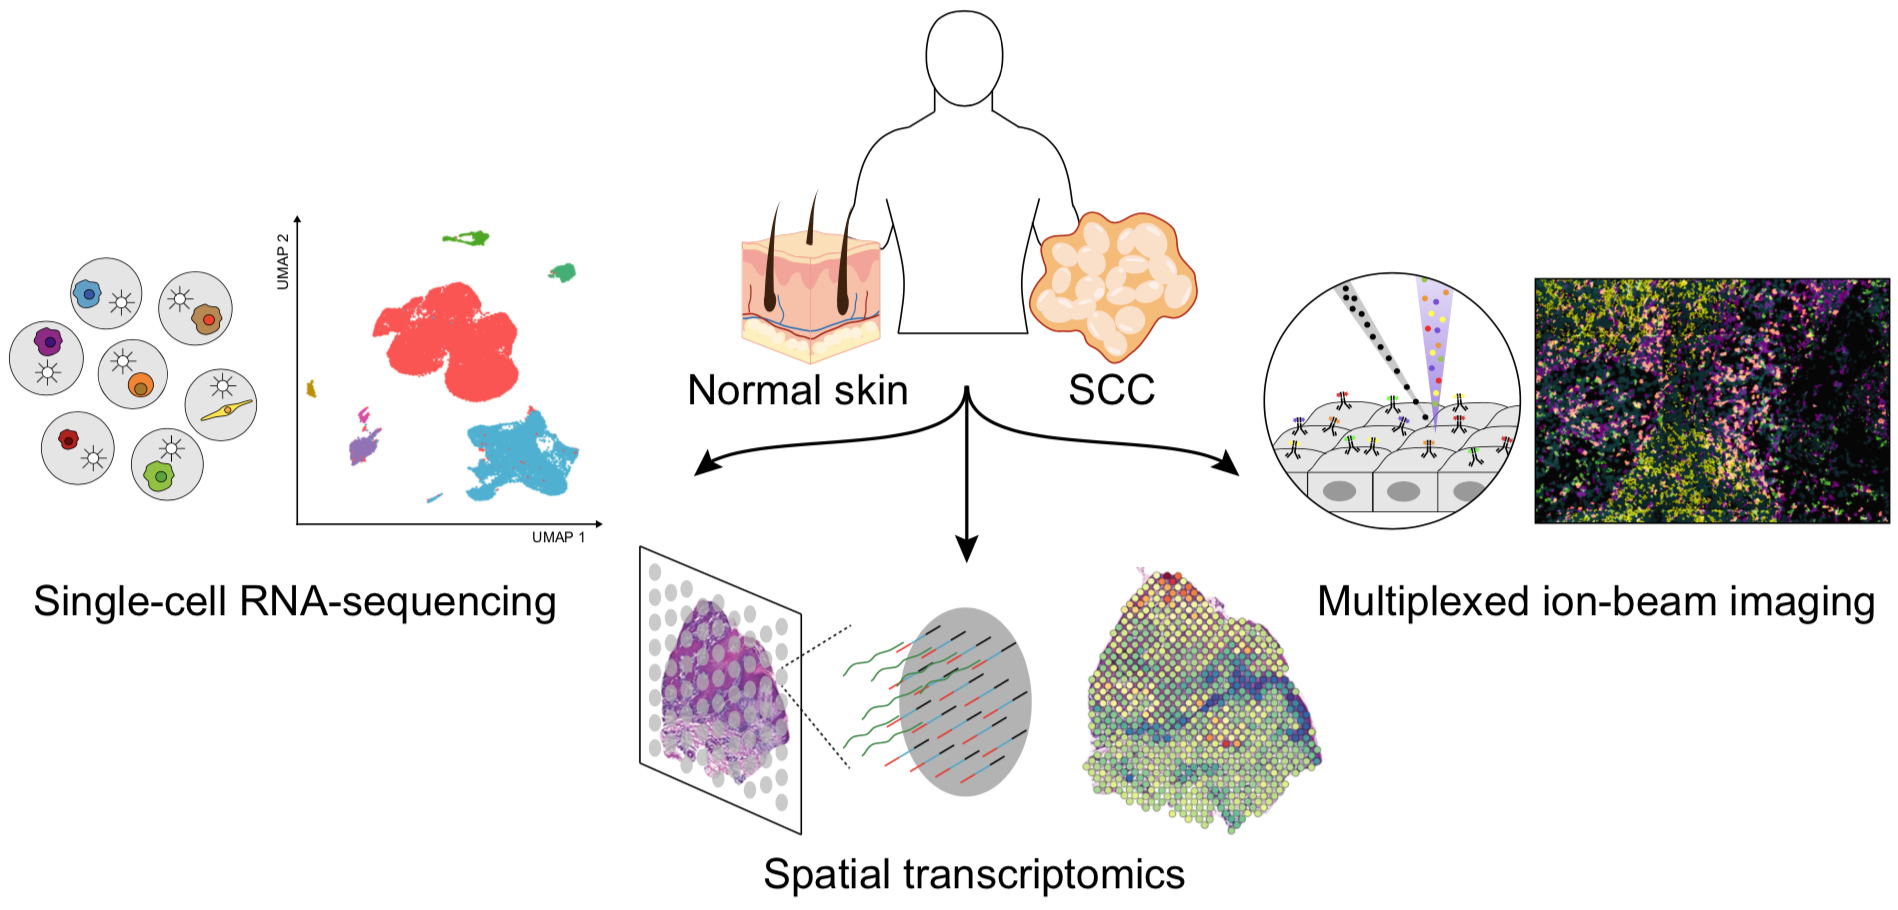 UMAP 2
UMAP 1
Normal skin
SCC
Single-cell RNA-sequencing
Multiplexed ion-beam imaging
Spatial transcriptomics